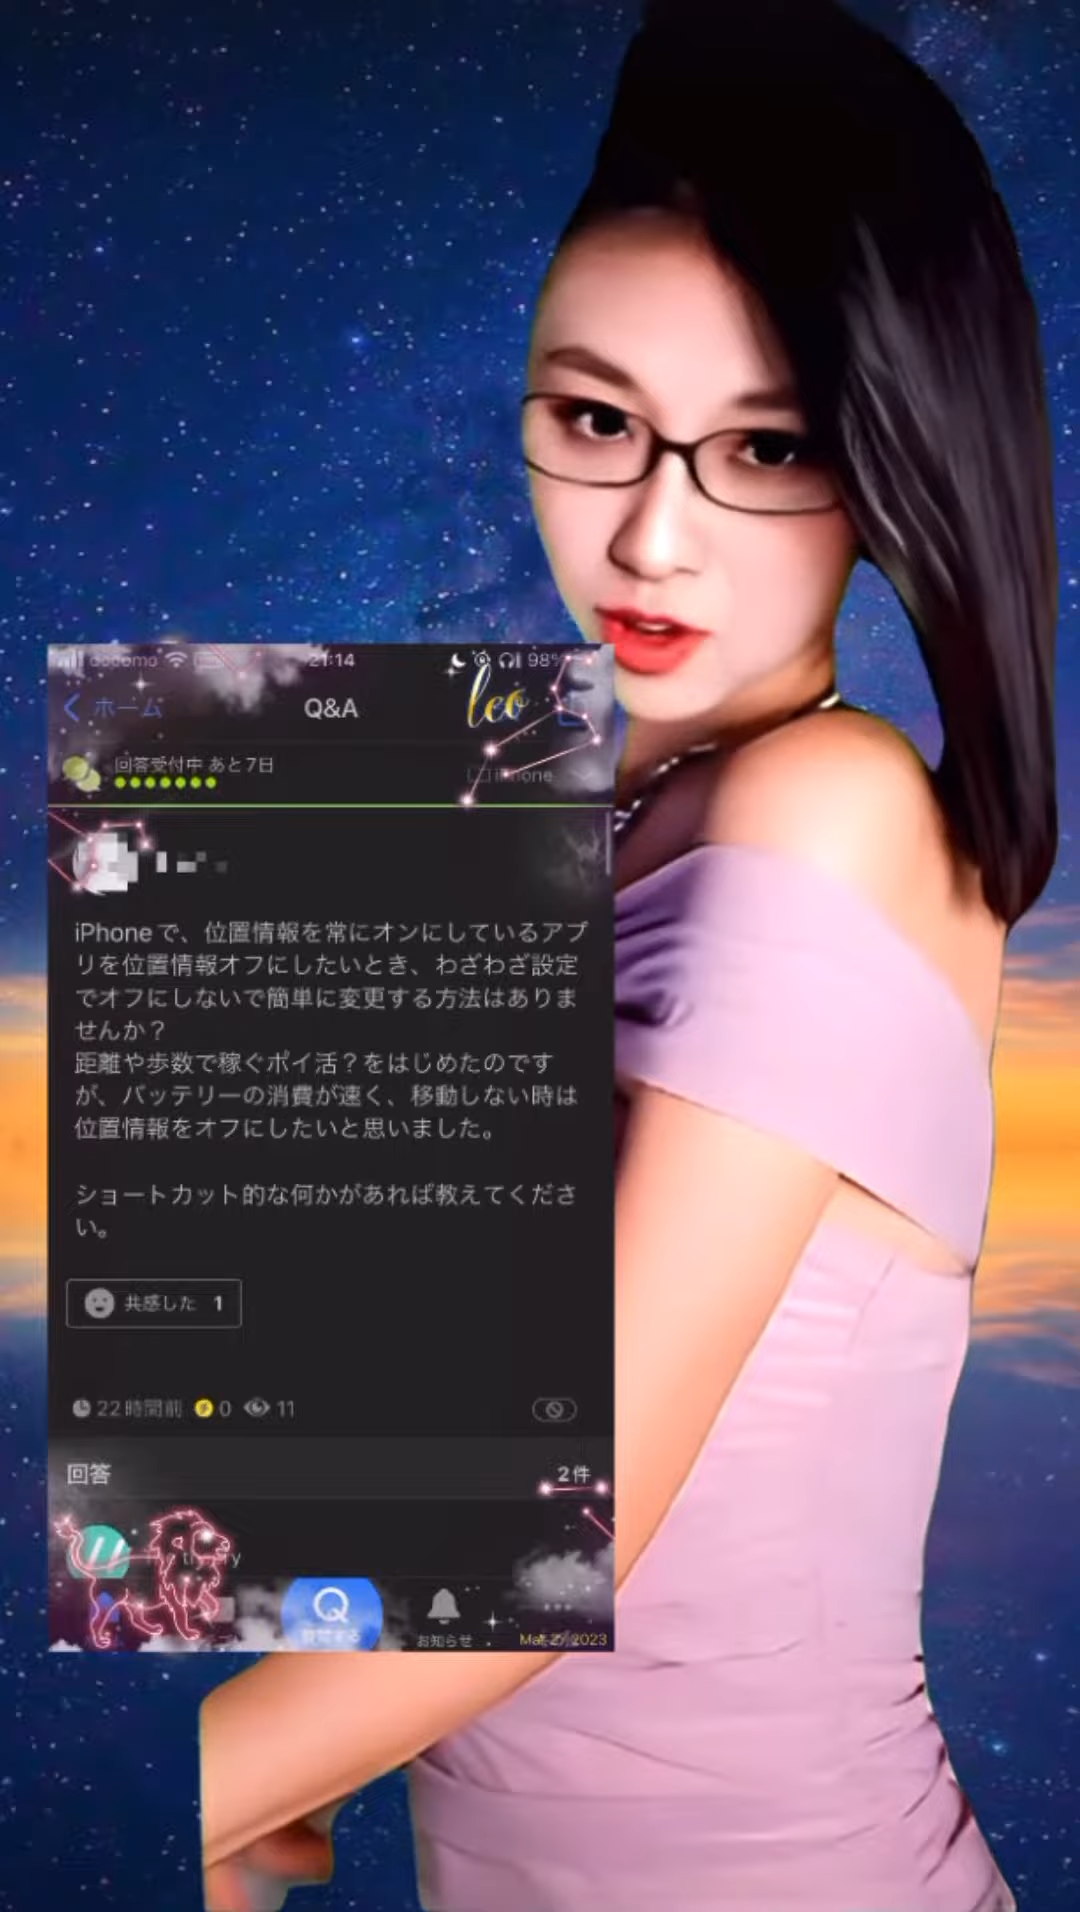 docomo 21:14 98%
ホーム Q&A leo
回答受付中 あと7日
iPhone
iPhoneで、位置情報を常にオンにしているアプ
リを位置情報オフにしたいとき、わざわざ設定
でオフにしないで簡単に変更する方法はありま
せんか？
距離や歩数で稼ぐポイ活？をはじめたのです
が、バッテリーの消費が速く、移動しない時は
位置情報をオフにしたいと思いました。
ショートカット的な何かがあれば教えてくださ
い。
共感した 1
22時間前 0 11
回答 2件
Q
質問する お知らせ
2023